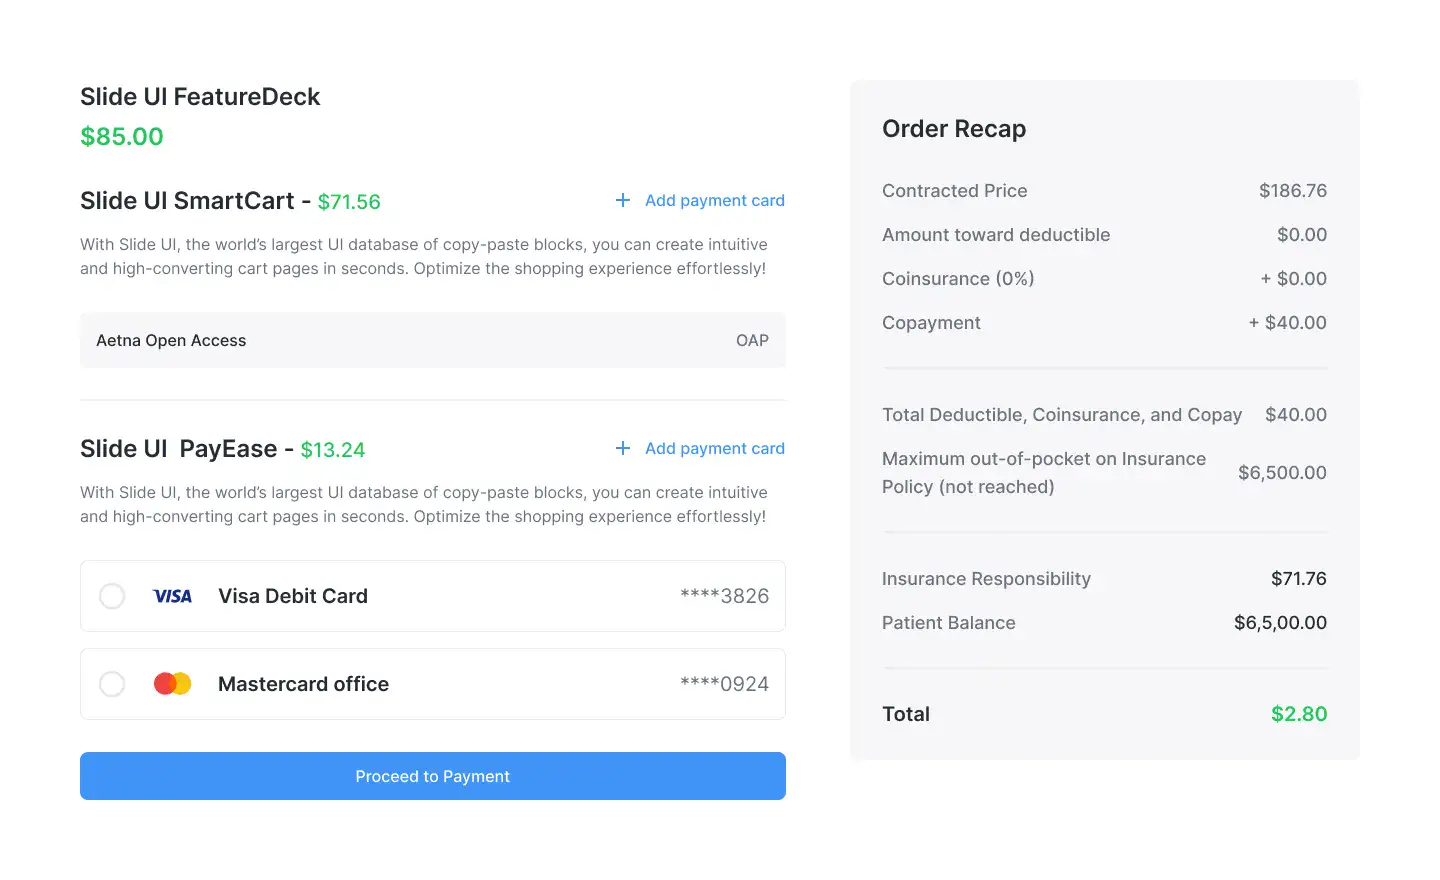 Slide UI FeatureDeck
$85.00
Slide UI SmartCart - $71.56
+ Add payment card
With Slide UI, the world’s largest UI database of copy-paste blocks, you can create intuitive
and high-converting cart pages in seconds. Optimize the shopping experience effortlessly!
Aetna Open Access OAP
Slide UI  PayEase - $13.24
+ Add payment card
With Slide UI, the world’s largest UI database of copy-paste blocks, you can create intuitive
and high-converting cart pages in seconds. Optimize the shopping experience effortlessly!
VISA Visa Debit Card ****3826
Mastercard office ****0924
Proceed to Payment
Order Recap
Contracted Price $186.76
Amount toward deductible $0.00
Coinsurance (0%) + $0.00
Copayment + $40.00
Total Deductible, Coinsurance, and Copay $40.00
Maximum out-of-pocket on Insurance
Policy (not reached) $6,500.00
Insurance Responsibility $71.76
Patient Balance $6,5,00.00
Total $2.80